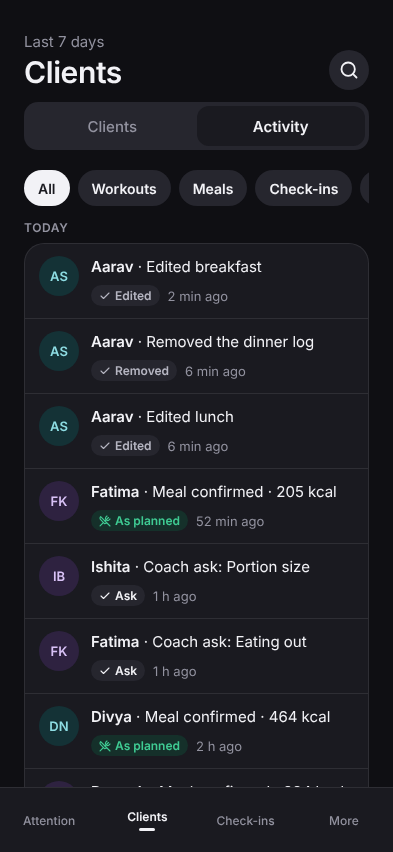 Last 7 days
Clients
Clients Activity
All Workouts Meals Check-ins
TODAY
AS Aarav · Edited breakfast
Edited 2 min ago
AS Aarav · Removed the dinner log
Removed 6 min ago
AS Aarav · Edited lunch
Edited 6 min ago
FK Fatima · Meal confirmed · 205 kcal
As planned 52 min ago
IB Ishita · Coach ask: Portion size
Ask 1 h ago
FK Fatima · Coach ask: Eating out
Ask 1 h ago
DN Divya · Meal confirmed · 464 kcal
As planned 2 h ago
Attention Clients Check-ins More